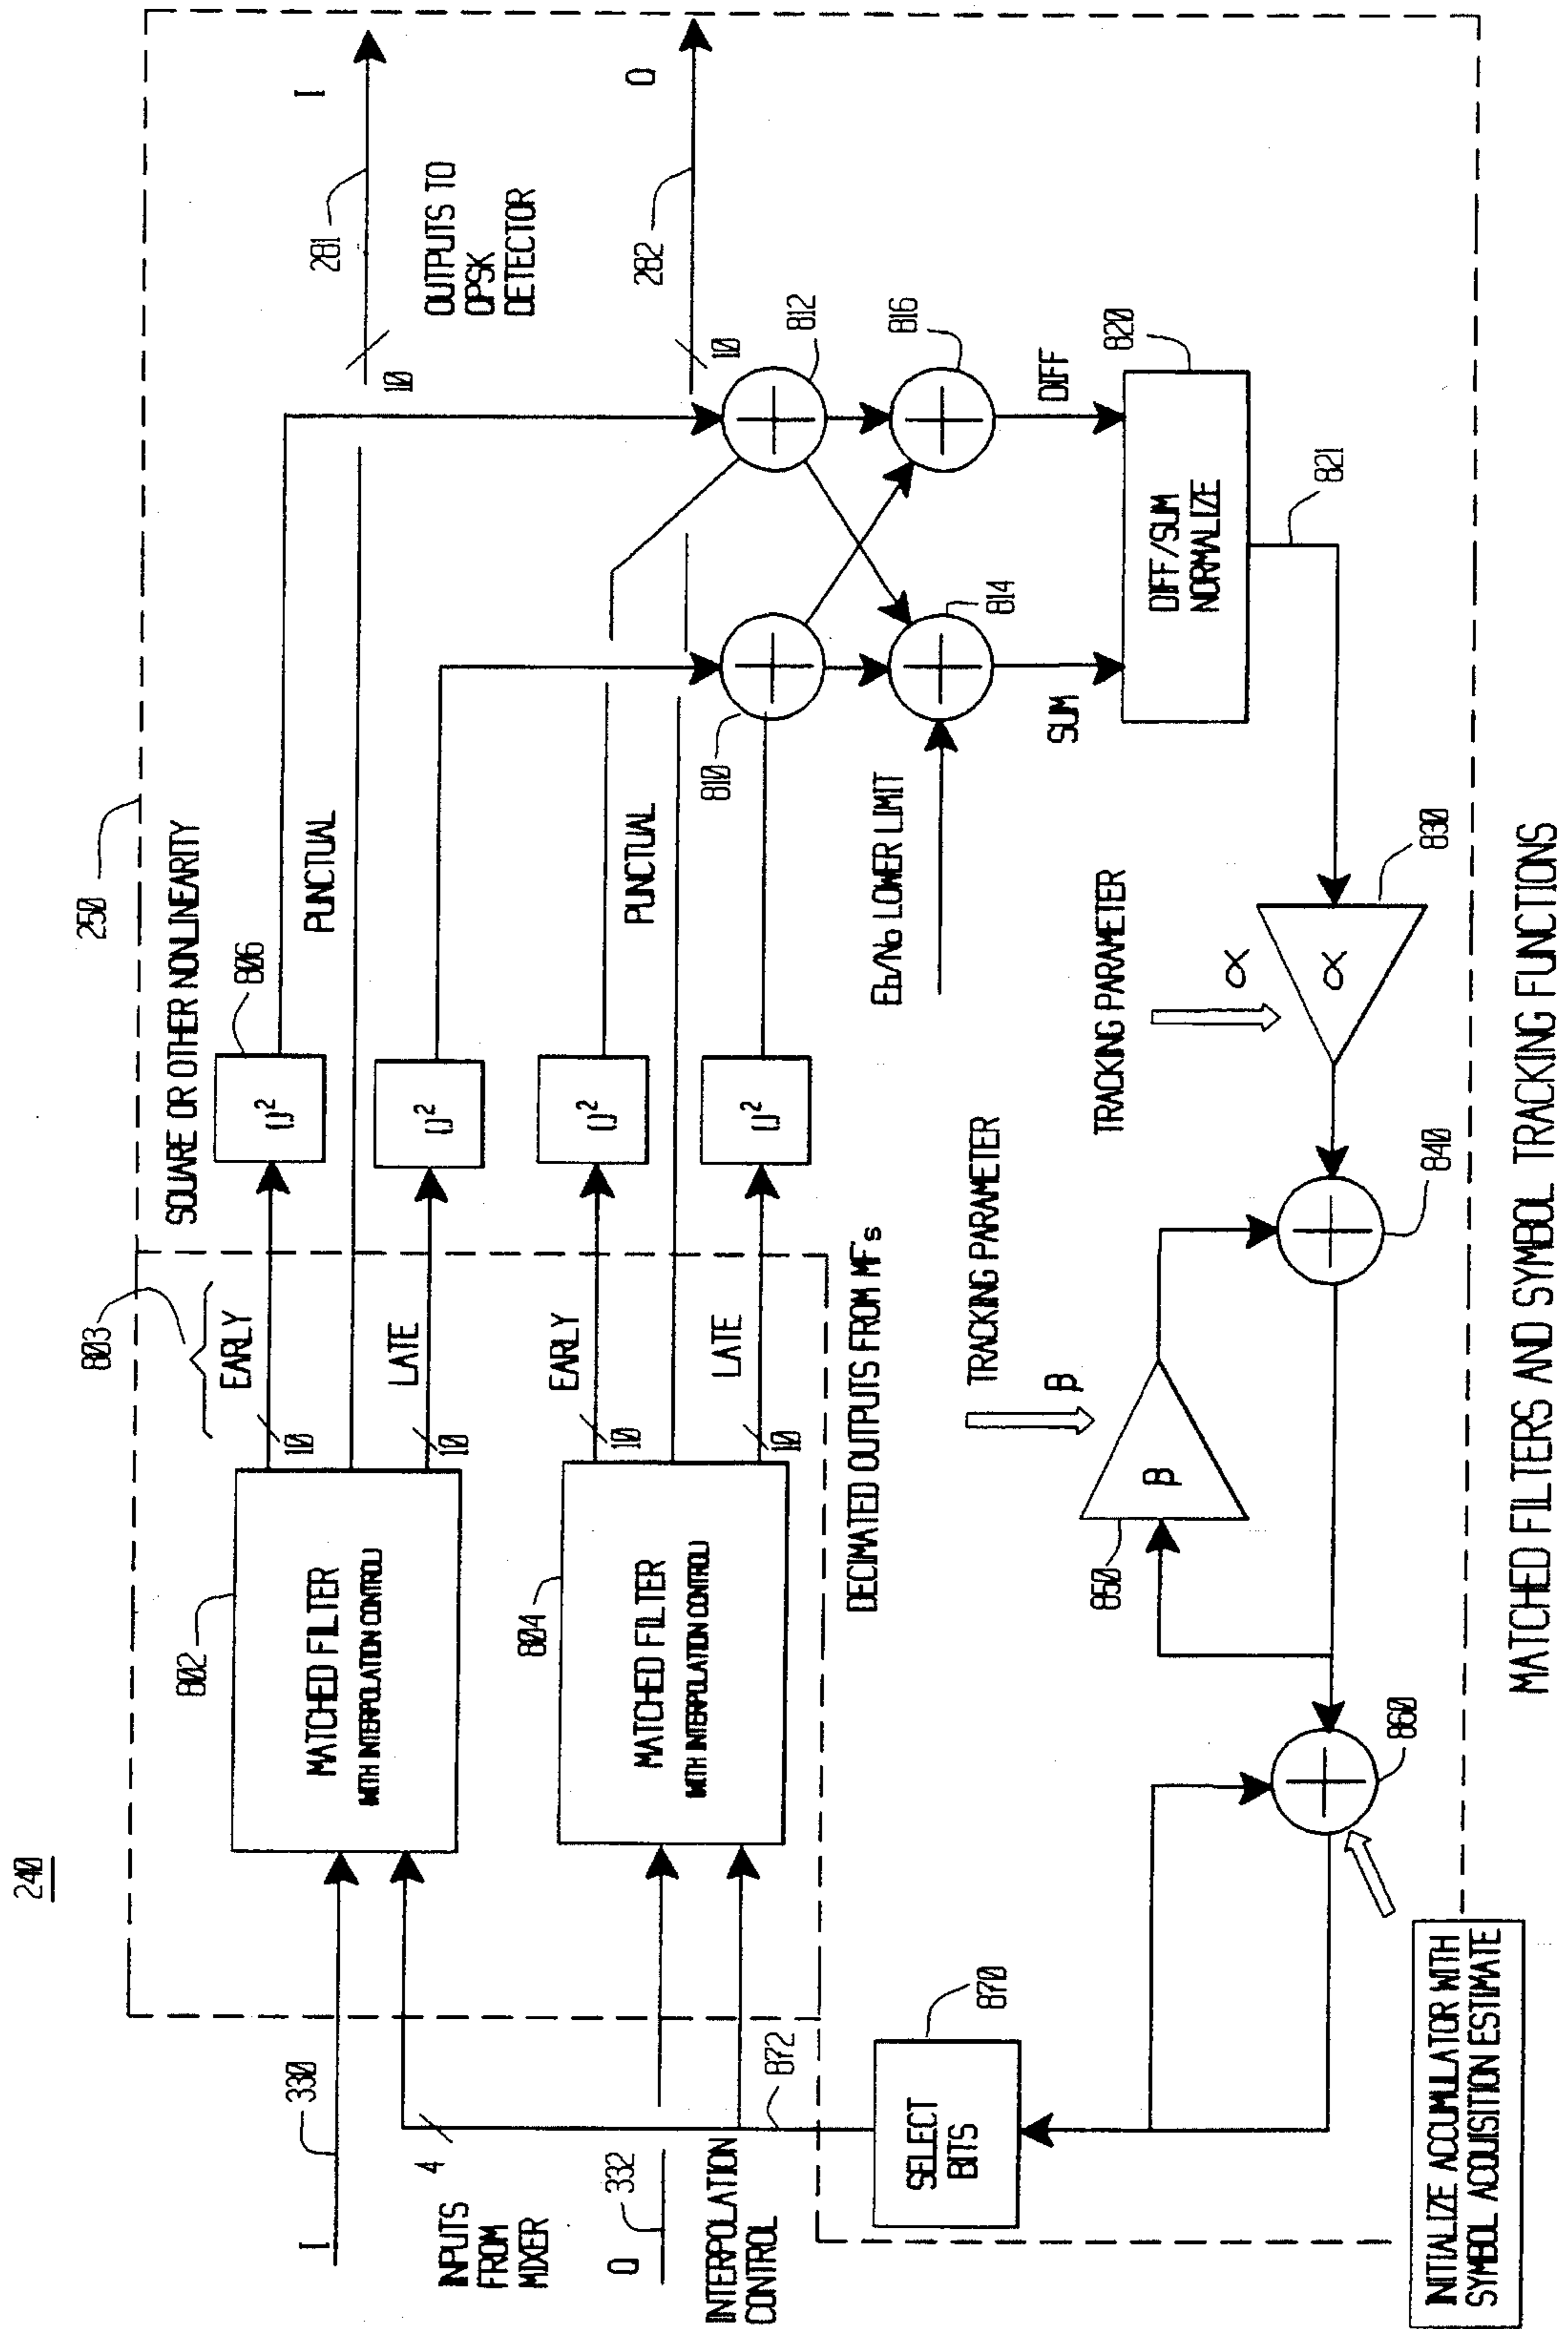 240
250
803
SQUARE OR OTHER NONLINEARITY
802
806
I
330
MATCHED FILTER
(WITH INTERPOLATION CONTROL)
EARLY
10
( )²
PUNCTUAL
10
281
I
LATE
10
( )²
OUTPUTS TO
QPSK
DETECTOR
4
INPUTS
FROM
MIXER
804
MATCHED FILTER
(WITH INTERPOLATION CONTROL)
EARLY
10
( )²
PUNCTUAL
10
282
Q
Q
332
LATE
10
( )²
INTERPOLATION
CONTROL
872
810
812
DECIMATED OUTPUTS FROM MF's
Eb/No LOWER LIMIT
814
816
SELECT
BITS
870
SUM
DIFF
TRACKING PARAMETER
β
850
β
TRACKING PARAMETER
α
α
830
DIFF/SUM
NORMALIZE
820
821
840
860
INITIALIZE ACCUMULATOR WITH
SYMBOL ACQUISITION ESTIMATE
MATCHED FILTERS AND SYMBOL TRACKING FUNCTIONS